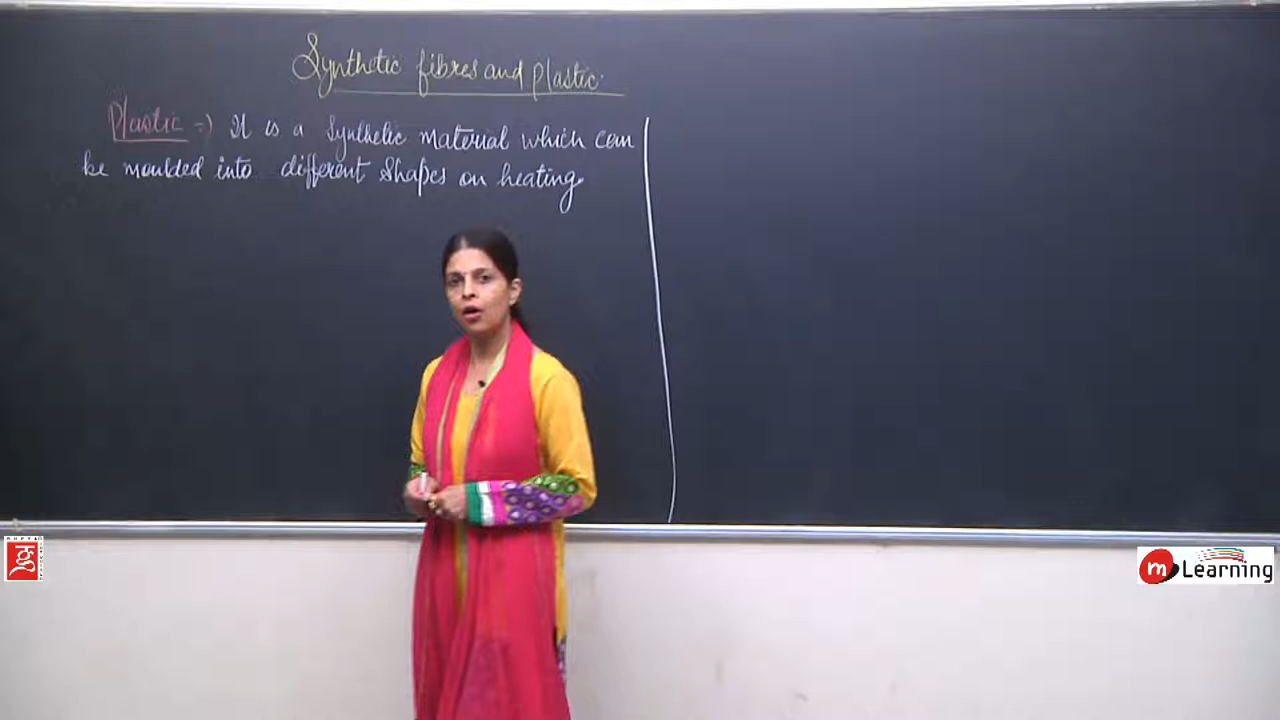 Synthetic fibres and plastic.
Plastic => It is a synthetic material which can
be moulded into different shapes on heating.
m Learning